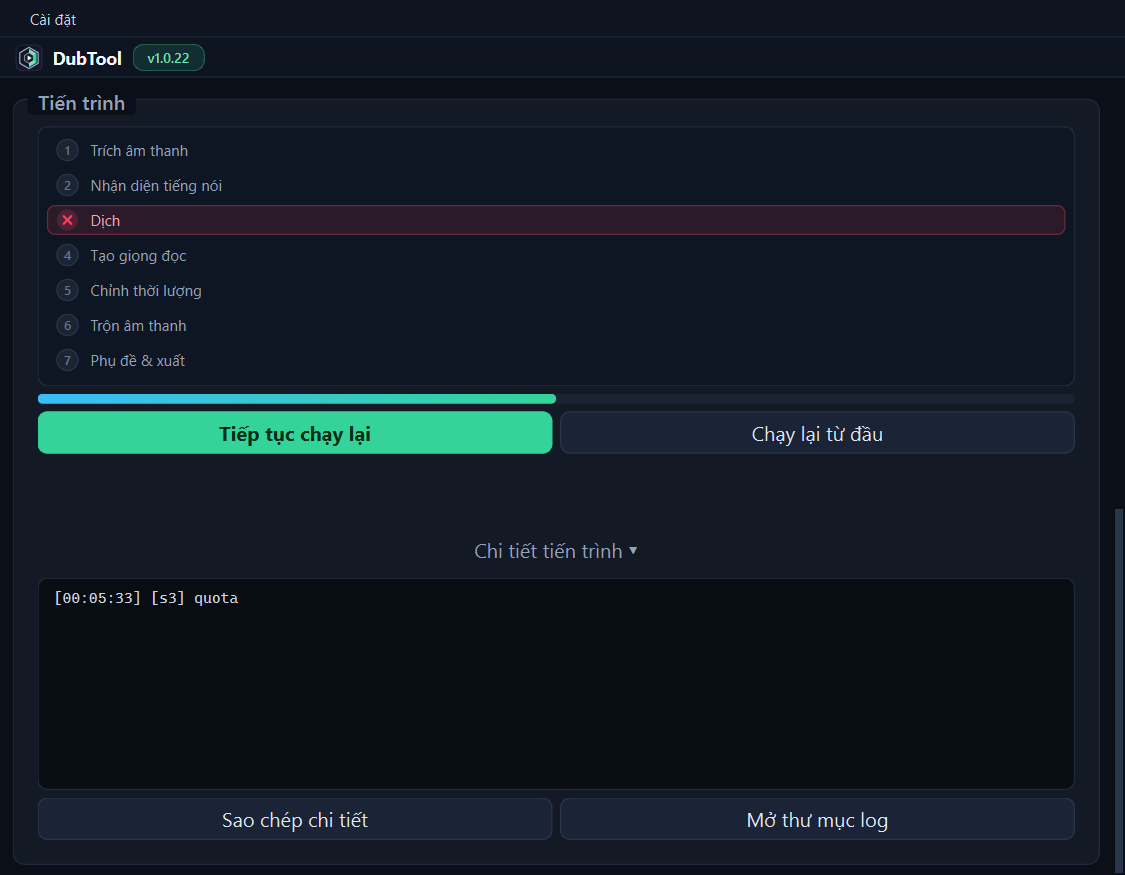 Cài đặt
DubTool v1.0.22
Tiến trình
1 Trích âm thanh
2 Nhận diện tiếng nói
Dịch
4 Tạo giọng đọc
5 Chỉnh thời lượng
6 Trộn âm thanh
7 Phụ đề & xuất
Tiếp tục chạy lại Chạy lại từ đầu
Chi tiết tiến trình ▼
[00:05:33] [s3] quota
Sao chép chi tiết Mở thư mục log